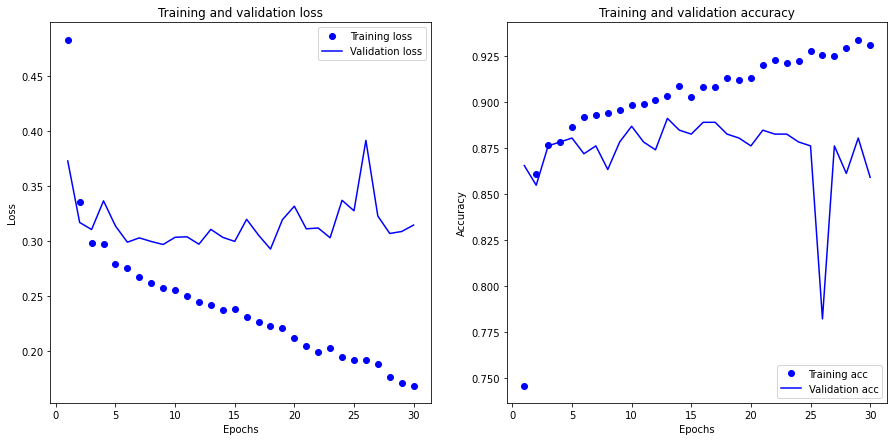 Training and validation loss
Training loss
Validation loss
0.45
0.40
0.35
0.30
0.25
0.20
Loss
0
5
10
15
20
25
30
Epochs
Training and validation accuracy
0.925
0.900
0.875
0.850
0.825
0.800
0.775
0.750
Accuracy
Training acc
Validation acc
0
5
10
15
20
25
30
Epochs